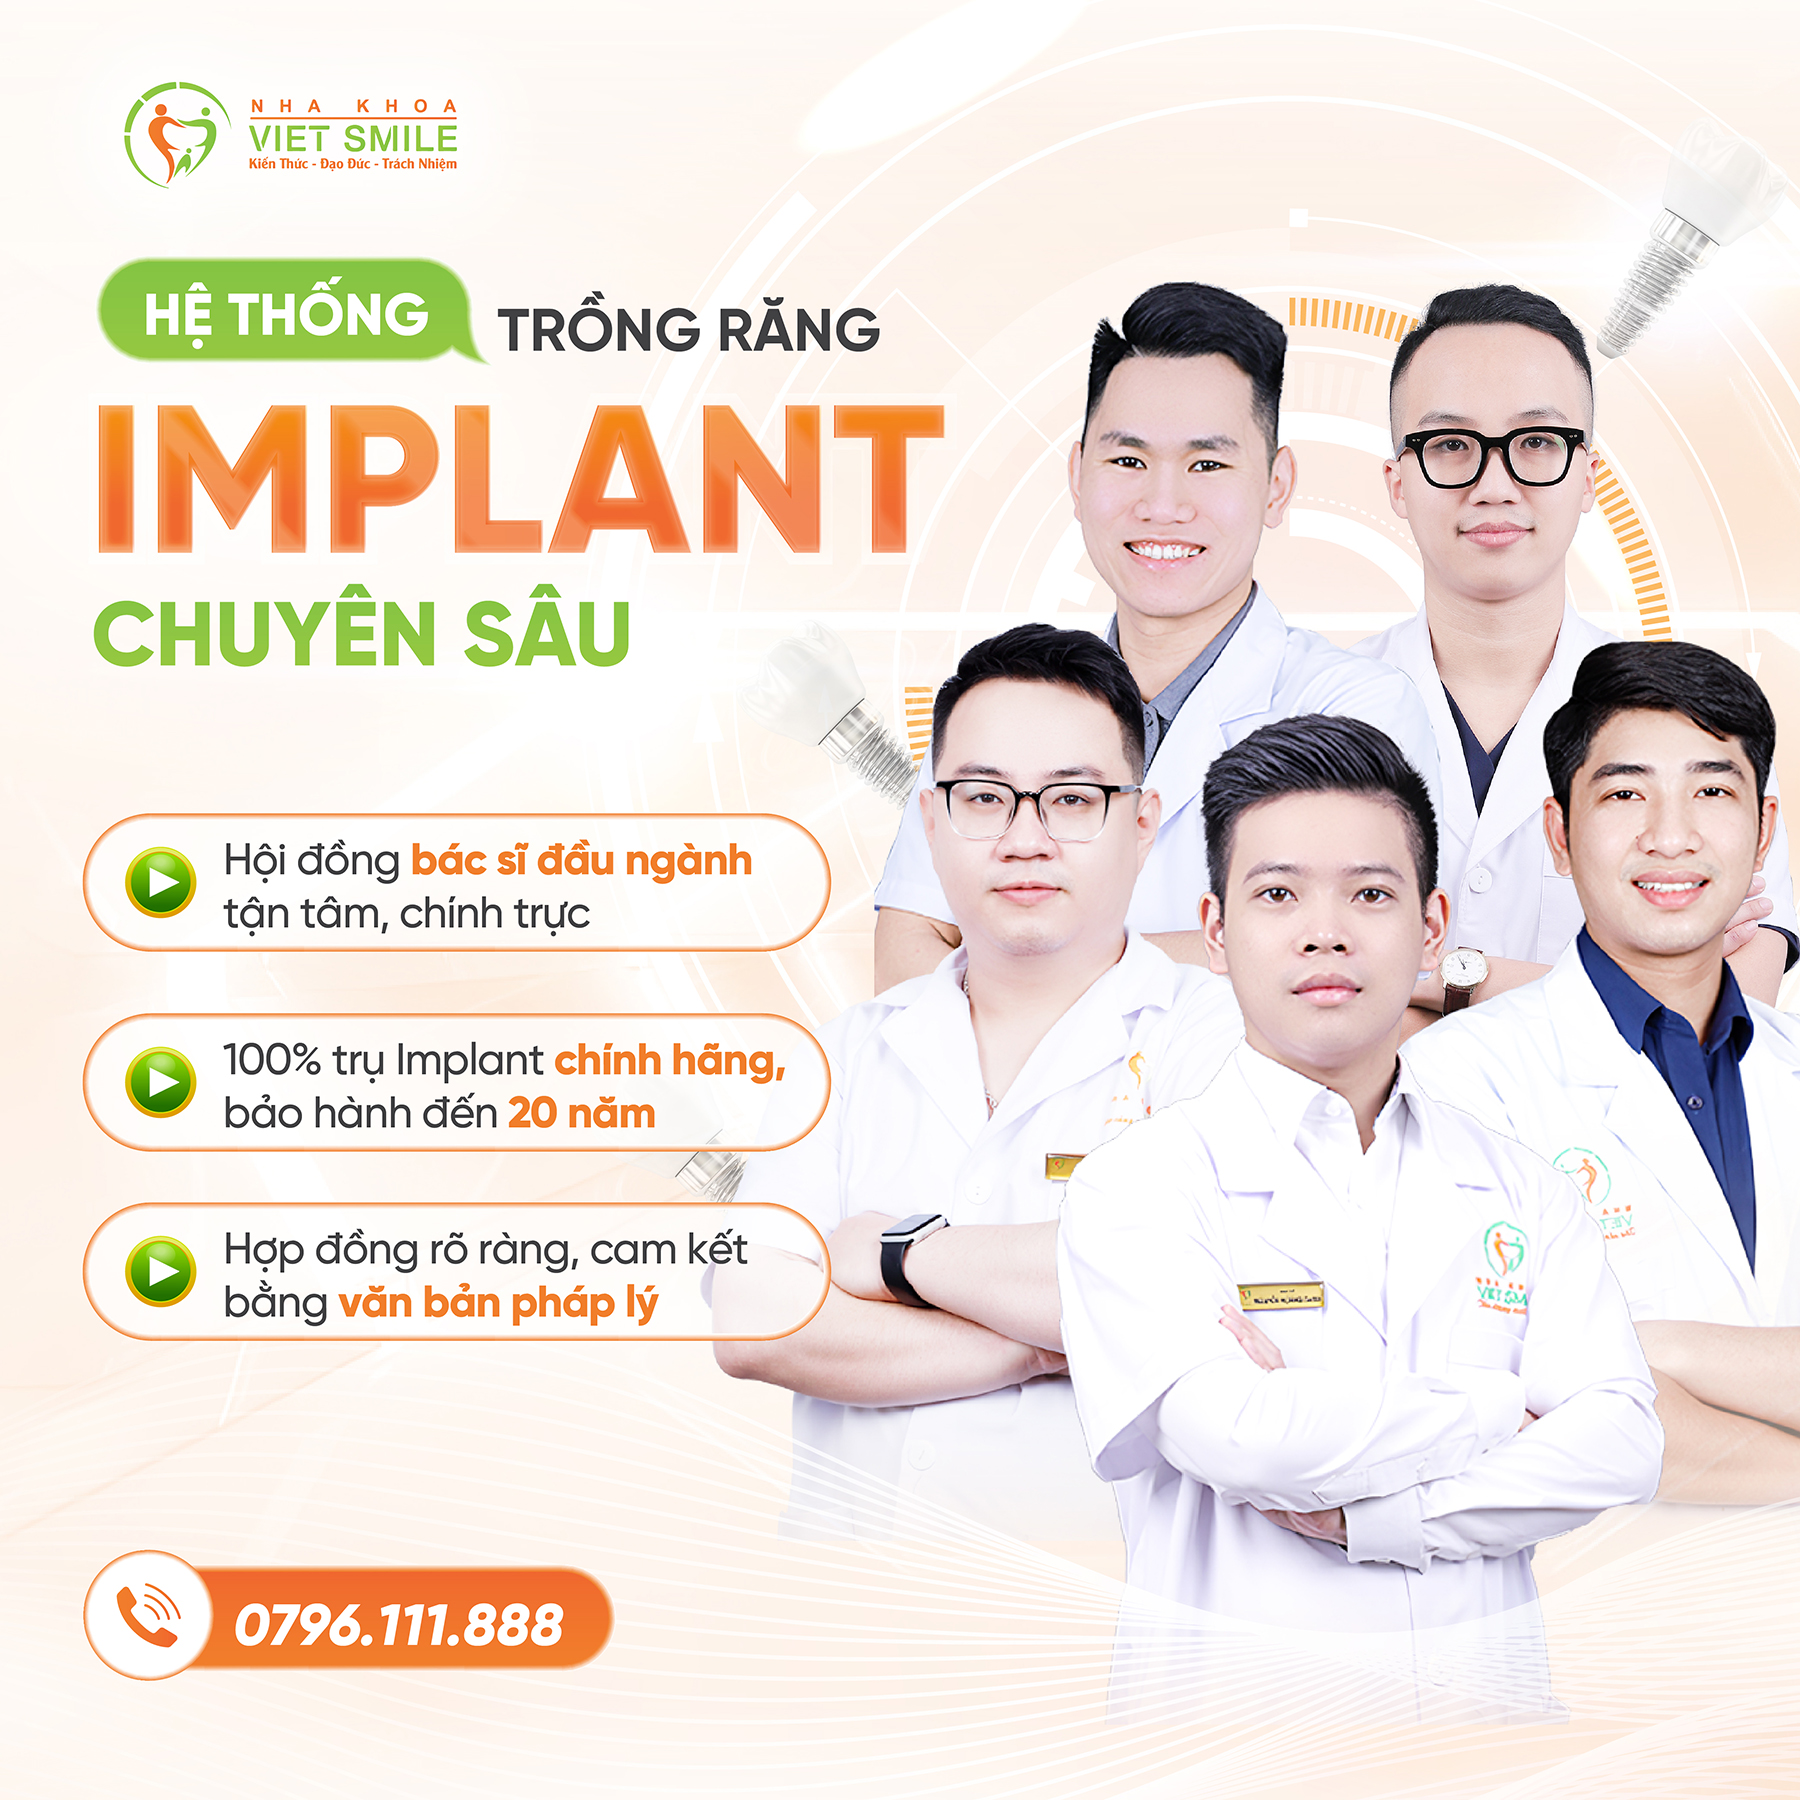 NHA KHOA
VIET SMILE
Kiến Thức - Đạo Đức - Trách Nhiệm
HỆ THỐNG TRỒNG RĂNG
IMPLANT
CHUYÊN SÂU
Hội đồng bác sĩ đầu ngành
tận tâm, chính trực
100% trụ Implant chính hãng,
bảo hành đến 20 năm
Hợp đồng rõ ràng, cam kết
bằng văn bản pháp lý
0796.111.888